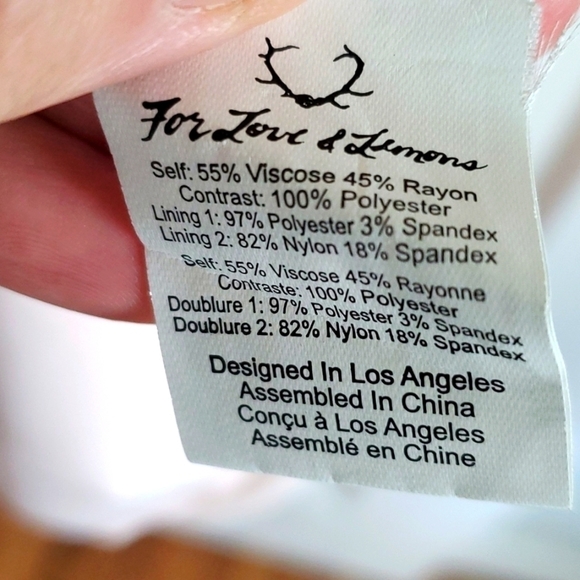 For Love & Lemons
Self: 55% Viscose 45% Rayon
Contrast: 100% Polyester
Lining 1: 97% Polyester 3% Spandex
Lining 2: 82% Nylon 18% Spandex
Self: 55% Viscose 45% Rayonne
Contraste: 100% Polyester
Doublure 1: 97% Polyester 3% Spandex
Doublure 2: 82% Nylon 18% Spandex
Designed In Los Angeles
Assembled In China
Conçu à Los Angeles
Assemblé en Chine